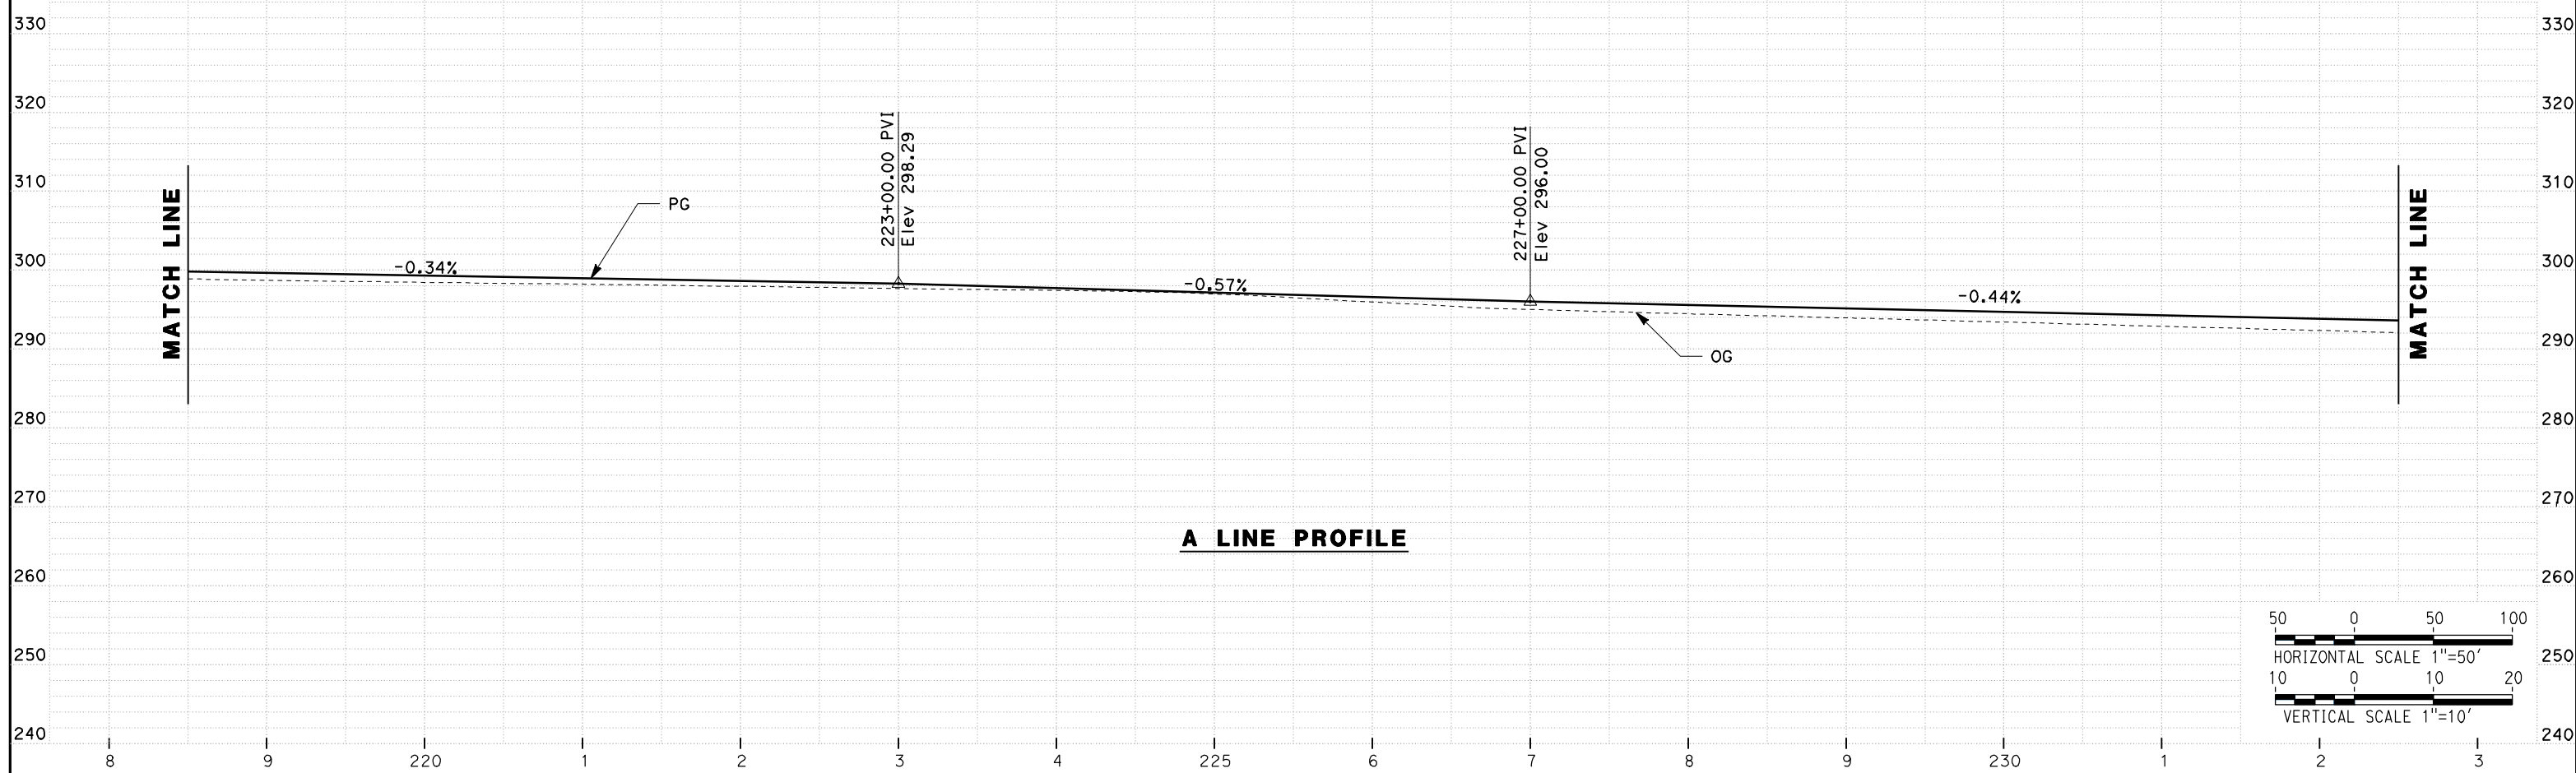 330 330
320 320
223+00.00 PVI
Elev 298.29
227+00.00 PVI
Elev 296.00
310 310
MATCH LINE
MATCH LINE
PG
300 300
-0.34%
-0.57%
-0.44%
290 290
OG
280 280
270 270
A LINE PROFILE
260 260
50 0 50 100
HORIZONTAL SCALE 1"=50'
250 250
10 0 10 20
VERTICAL SCALE 1"=10'
240 240
8 9 220 1 2 3 4 225 6 7 8 9 230 1 2 3